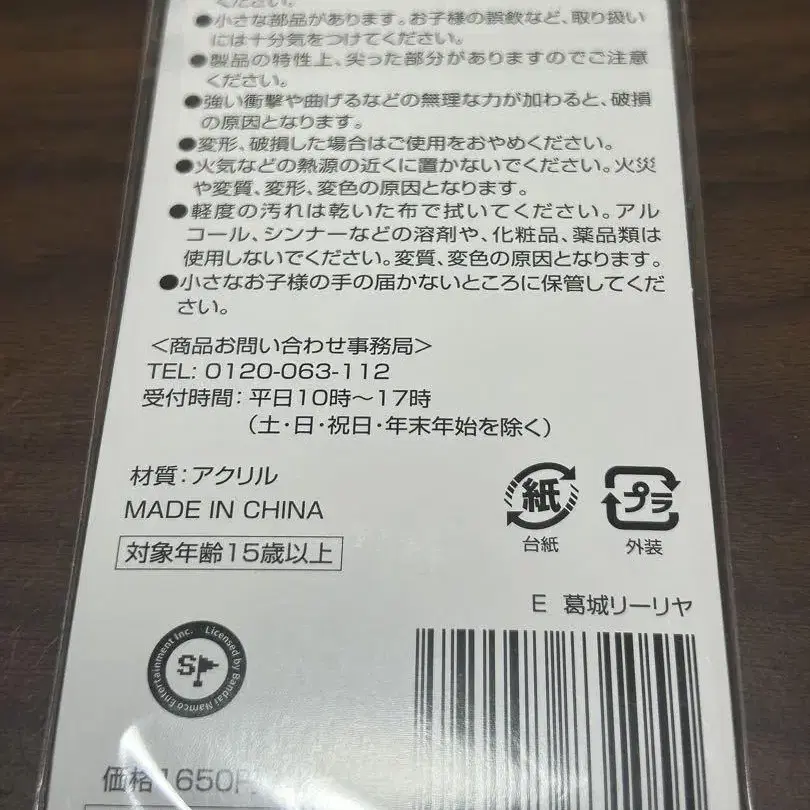 ください。
●小さな部品があります。お子様の誤飲など、取り扱い
には十分気をつけてください。
●製品の特性上、尖った部分がありますのでご注意
ください。
●強い衝撃や曲げるなどの無理な力が加わると、破損
の原因となります。
●変形、破損した場合はご使用をおやめください。
●火気などの熱源の近くに置かないでください。火災
や変質、変形、変色の原因となります。
●軽度の汚れは乾いた布で拭いてください。アル
コール、シンナーなどの溶剤や、化粧品、薬品類は
使用しないでください。変質、変色の原因となります。
●小さなお子様の手の届かないところに保管してくだ
さい。
＜商品お問い合わせ事務局＞
TEL: 0120-063-112
受付時間：平日10時～17時
（土・日・祝日・年末年始を除く）
材質：アクリル
MADE IN CHINA
対象年齢15歳以上
紙
台紙
プラ
外装
E 葛城リーリヤ
Licensed by Bandai Namco Entertainment Inc.
S
価格1650円